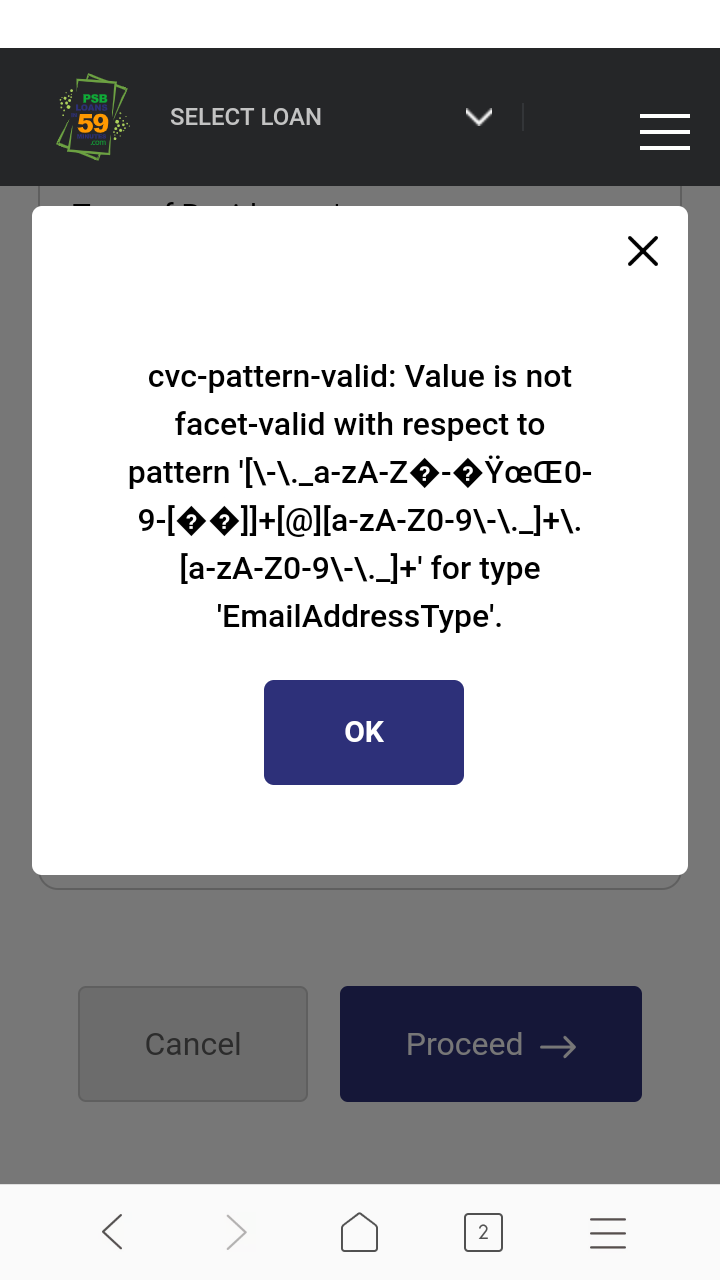 PSB
LOANS
59
MINUTES
.com
SELECT LOAN
cvc-pattern-valid: Value is not
facet-valid with respect to
pattern '[\-\._a-zA-Z�-�ŸœŒ0-
9-[��]]+[@][a-zA-Z0-9\-\._]+\.
[a-zA-Z0-9\-\._]+' for type
'EmailAddressType'.
OK
Cancel
Proceed
2